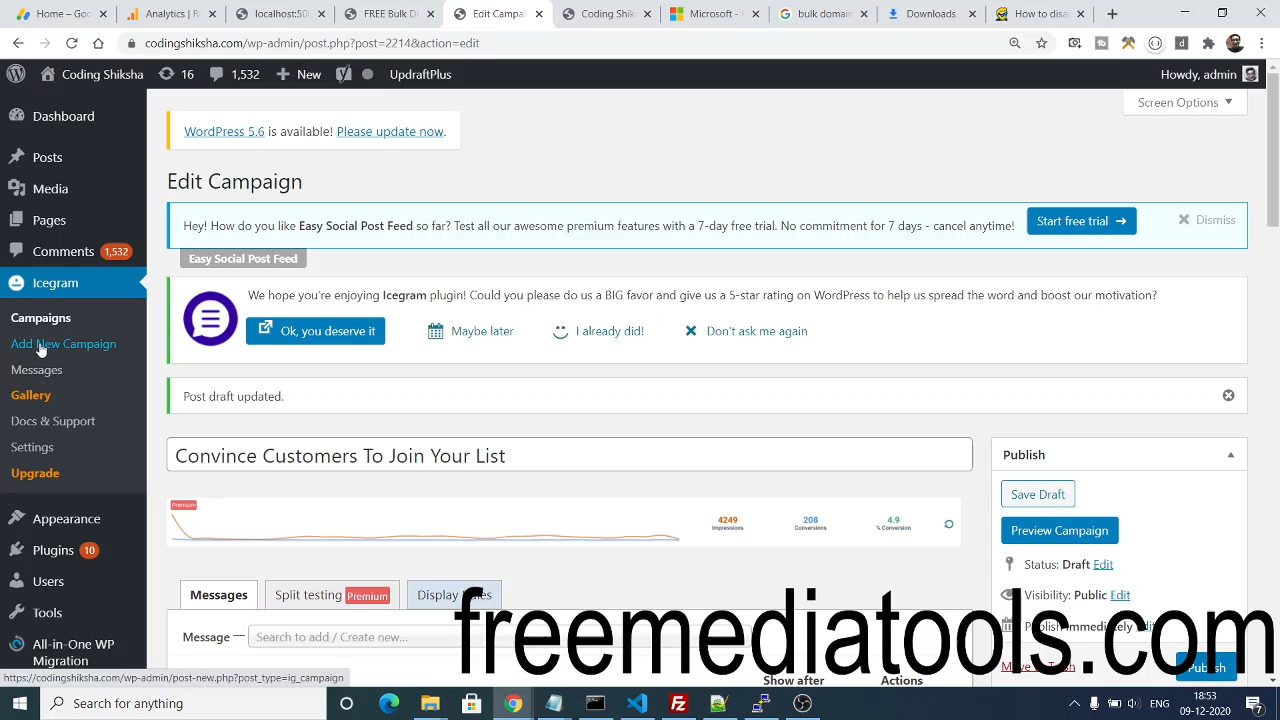 Analytics | Re
localhost:500
FREE Bulk
Edit Campa
Coding Shik
Microsoft -
bulk domain
Downloads
How to disa
codingshiksha.com/wp-admin/post.php?post=2214&action=edit
Coding Shiksha
16
1,532
New
UpdraftPlus
Howdy, admin
Dashboard
Posts
Media
Pages
Comments 1,532
Icegram
Campaigns
Add New Campaign
Messages
Gallery
Docs & Support
Settings
Upgrade
Appearance
Plugins 10
Users
Tools
All-in-One WP
Migration
Screen Options
WordPress 5.6 is available! Please update now.
Edit Campaign
Hey! How do you like Easy Social Post Feed so far? Test all our awesome premium features with a 7-day free trial. No commitment for 7 days - cancel anytime!
Start free trial
Dismiss
Easy Social Post Feed
We hope you're enjoying Icegram plugin! Could you please do us a BIG favor and give us a 5-star rating on WordPress to help us spread the word and boost our motivation?
Ok, you deserve it
Maybe later
I already did!
Don't ask me again
Post draft updated.
Convince Customers To Join Your List
Premium
4249
Impressions
208
Conversions
4.9
% Conversion
Messages
Split testing Premium
Display
Message
Search to add / Create new...
Show after
Actions
Publish
Save Draft
Preview Campaign
Status: Draft Edit
Visibility: Public Edit
Publish immediately Edit
Move to Trash
Publish
freemediatools.com
https://codingshiksha.com/wp-admin/post-new.php?post_type=ig_campaign
Search for anything
ENG
18:53
09-12-2020
7